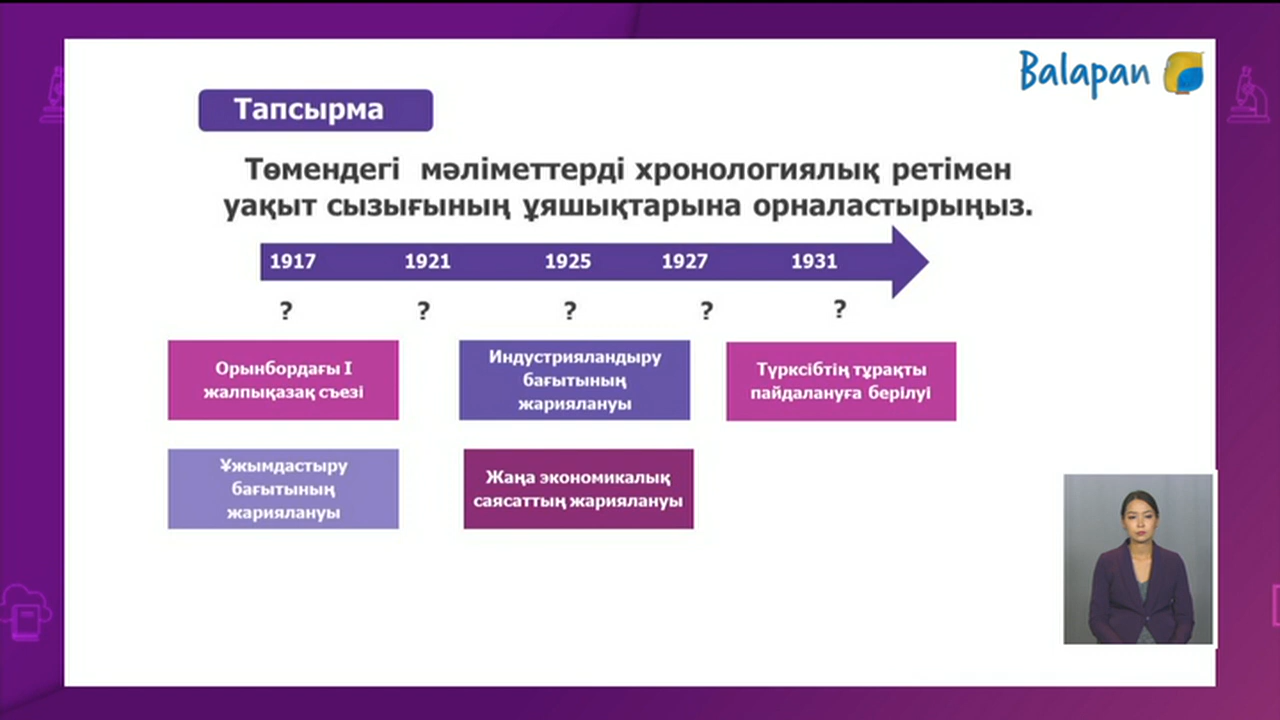 Balapan
Тапсырма
Төмендегі мәліметтерді хронологиялық ретімен
уақыт сызығының ұяшықтарына орналастырыңыз.
1917 1921 1925 1927 1931
? ? ? ? ?
Орынбордағы І
жалпықазақ съезі
Индустрияландыру
бағытының
жариялануы
Түрксібтің тұрақты
пайдалануға берілуі
Ұжымдастыру
бағытының
жариялануы
Жаңа экономикалық
саясаттың жариялануы